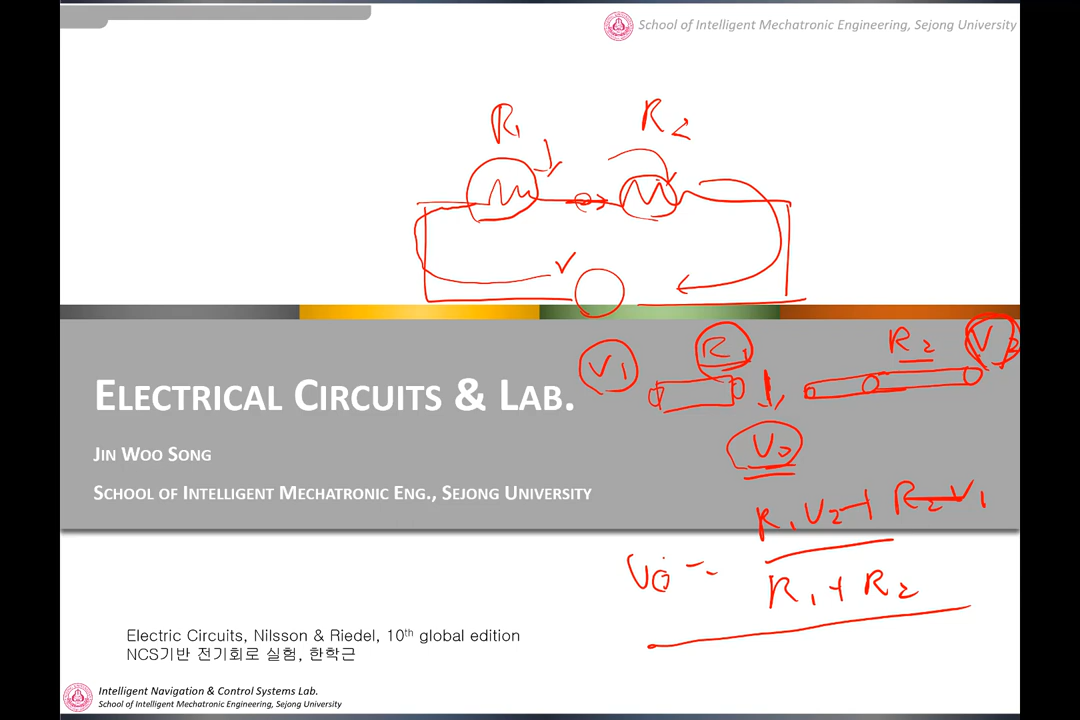 School of Intelligent Mechatronic Engineering, Sejong University
R1 R2
V
V1 R1 R2 V2
ELECTRICAL CIRCUITS & LAB.
V0
JIN WOO SONG
SCHOOL OF INTELLIGENT MECHATRONIC ENG., SEJONG UNIVERSITY
R1V2 + R2V1
V0 =
R1 + R2
Electric Circuits, Nilsson & Riedel, 10th global edition
NCS기반 전기회로 실험, 한학근
Intelligent Navigation & Control Systems Lab.
School of Intelligent Mechatronic Engineering, Sejong University